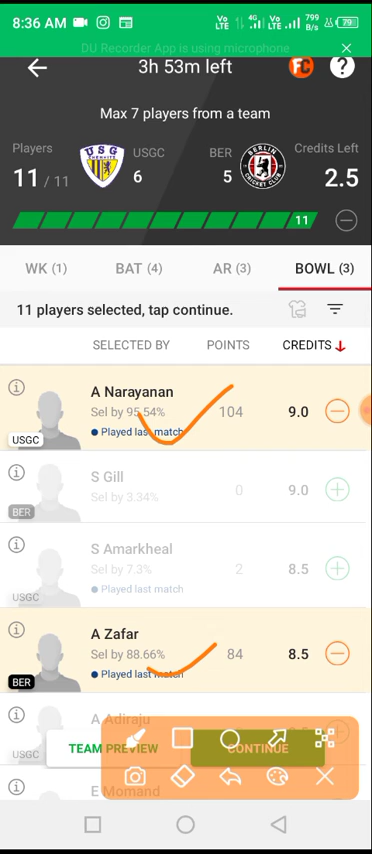 8:36 AM Vo LTE 4G Vo LTE 799 B/s 79
DU Recorder App is using microphone
3h 53m left FC ?
Max 7 players from a team
Players USGC BER Credits Left
11 / 11 USG CHEMNITZ 6 5 BERLIN CRICKET CLUB 2.5
11
WK (1) BAT (4) AR (3) BOWL (3)
11 players selected, tap continue.
SELECTED BY POINTS CREDITS
A Narayanan
Sel by 95.54% 104 9.0
Played last match
USGC
S Gill
Sel by 3.34% 0 9.0
BER
S Amarkheal
Sel by 7.3% 2 8.5
Played last match
USGC
A Zafar
Sel by 88.66% 84 8.5
Played last match
BER
A Adiraju
USGC
TEAM PREVIEW CONTINUE
E Momand